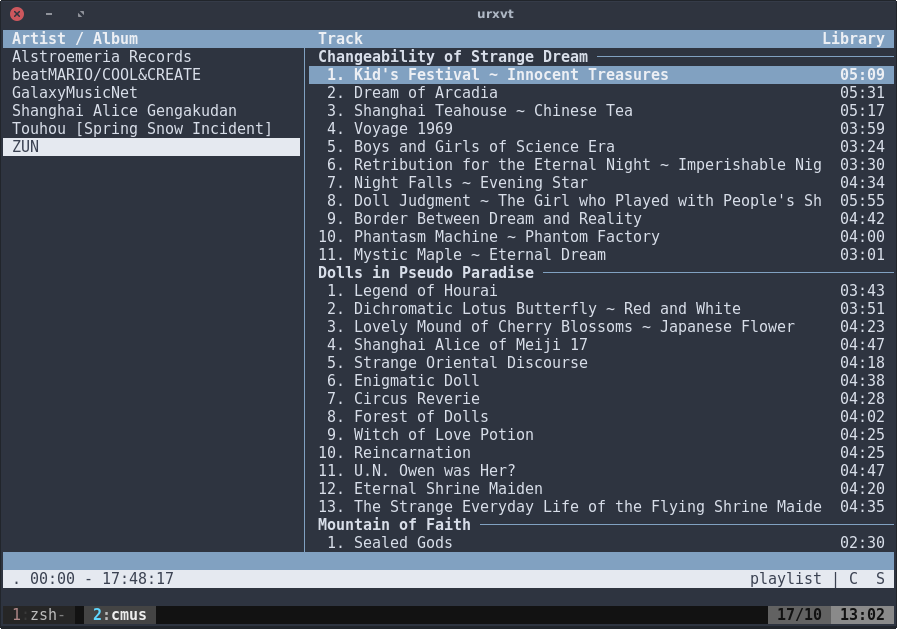 urxvt
Artist / Album Track Library
Alstroemeria Records Changeability of Strange Dream
beatMARIO/COOL&CREATE 1. Kid's Festival ~ Innocent Treasures 05:09
GalaxyMusicNet 2. Dream of Arcadia 05:31
Shanghai Alice Gengakudan 3. Shanghai Teahouse ~ Chinese Tea 05:17
Touhou [Spring Snow Incident] 4. Voyage 1969 03:59
ZUN 5. Boys and Girls of Science Era 03:24
6. Retribution for the Eternal Night ~ Imperishable Nig 03:30
7. Night Falls ~ Evening Star 04:34
8. Doll Judgment ~ The Girl who Played with People's Sh 05:55
9. Border Between Dream and Reality 04:42
10. Phantasm Machine ~ Phantom Factory 04:00
11. Mystic Maple ~ Eternal Dream 03:01
Dolls in Pseudo Paradise
1. Legend of Hourai 03:43
2. Dichromatic Lotus Butterfly ~ Red and White 03:51
3. Lovely Mound of Cherry Blossoms ~ Japanese Flower 04:23
4. Shanghai Alice of Meiji 17 04:47
5. Strange Oriental Discourse 04:18
6. Enigmatic Doll 04:38
7. Circus Reverie 04:28
8. Forest of Dolls 04:02
9. Witch of Love Potion 04:25
10. Reincarnation 04:25
11. U.N. Owen was Her? 04:47
12. Eternal Shrine Maiden 04:20
13. The Strange Everyday Life of the Flying Shrine Maide 04:35
Mountain of Faith
1. Sealed Gods 02:30
. 00:00 - 17:48:17 playlist | C S
1:zsh- 2:cmus 17/10 13:02